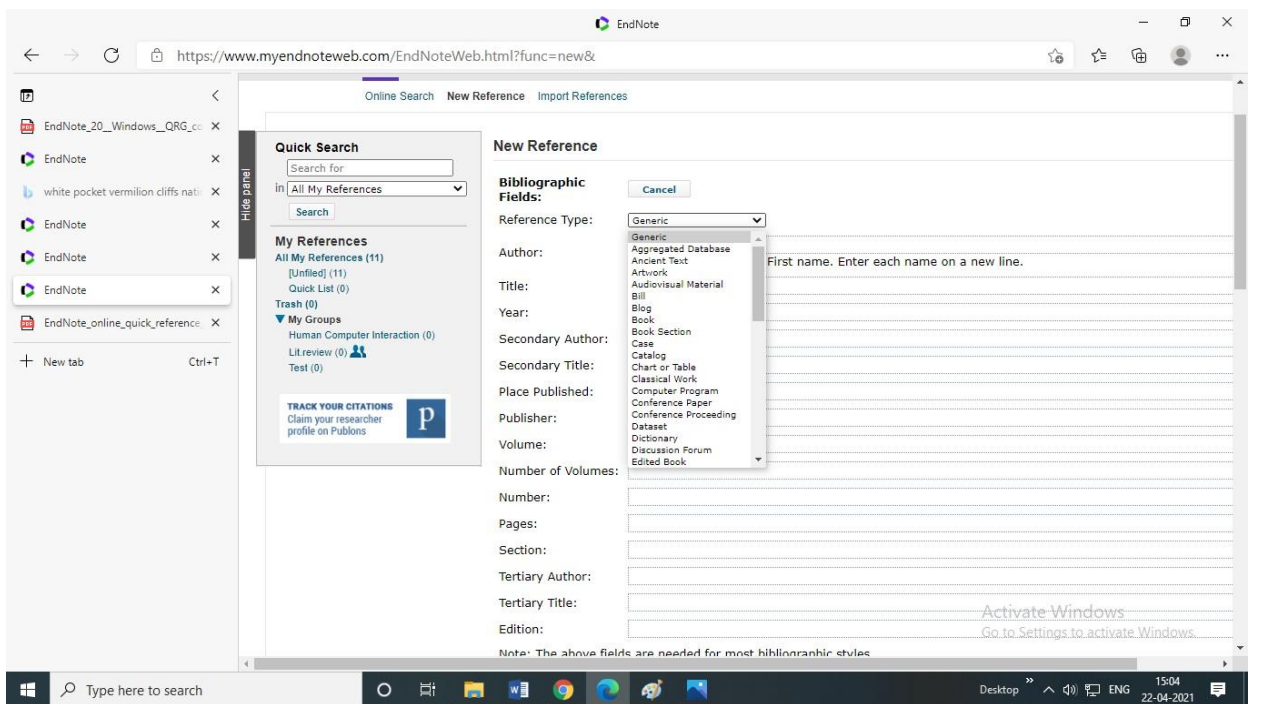 EndNote
https://www.myendnoteweb.com/EndNoteWeb.html?func=new&
EndNote_20__Windows__QRG_cc
EndNote
white pocket vermilion cliffs nati
EndNote
EndNote
EndNote
EndNote_online_quick_reference_
New tab Ctrl+T
Hide panel
Online Search New Reference Import References
Quick Search
Search for
in All My References
Search
My References
All My References (11)
[Unfiled] (11)
Quick List (0)
Trash (0)
My Groups
Human Computer Interaction (0)
Lit.review (0)
Test (0)
TRACK YOUR CITATIONS
Claim your researcher
profile on Publons
p
New Reference
Bibliographic
Fields:
Cancel
Reference Type: Generic
Generic
Aggregated Database
Ancient Text
Artwork
Audiovisual Material
Bill
Blog
Book
Book Section
Case
Catalog
Chart or Table
Classical Work
Computer Program
Conference Paper
Conference Proceeding
Dataset
Dictionary
Discussion Forum
Edited Book
Author:
First name. Enter each name on a new line.
Title:
Year:
Secondary Author:
Secondary Title:
Place Published:
Publisher:
Volume:
Number of Volumes:
Number:
Pages:
Section:
Tertiary Author:
Tertiary Title:
Edition:
Note: The above fields are needed for most bibliographic styles
Activate Windows
Go to Settings to activate Windows.
Type here to search
Desktop
ENG
15:04
22-04-2021